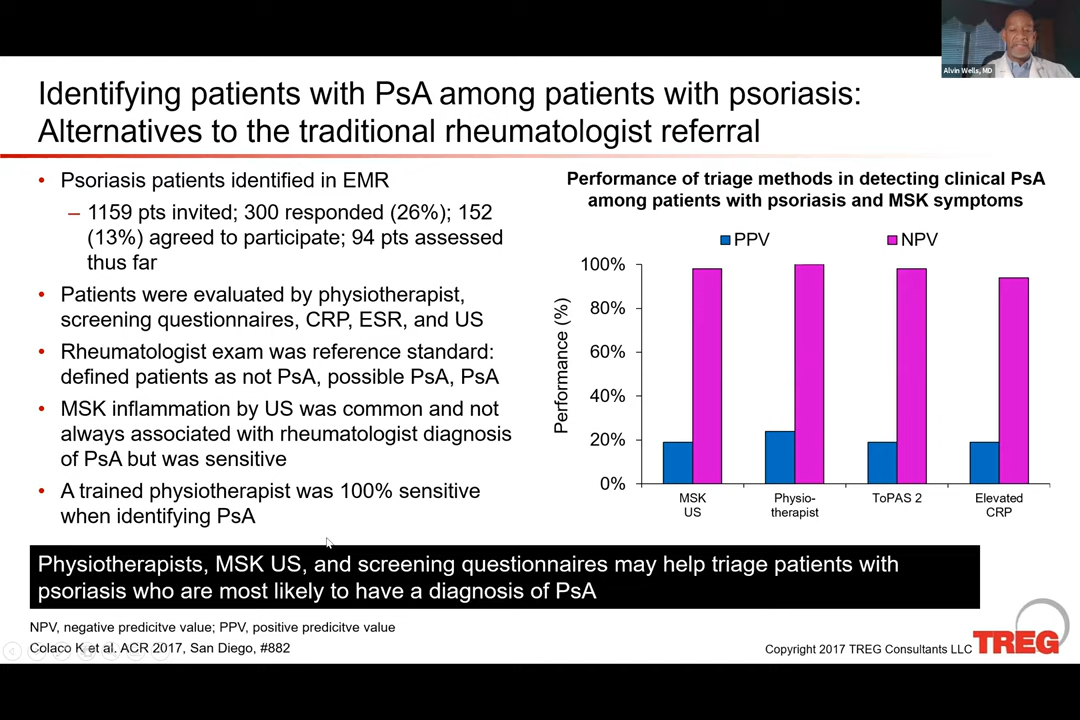 Alvin Wells, MD
Identifying patients with PsA among patients with psoriasis:
Alternatives to the traditional rheumatologist referral
• Psoriasis patients identified in EMR
– 1159 pts invited; 300 responded (26%); 152
(13%) agreed to participate; 94 pts assessed
thus far
• Patients were evaluated by physiotherapist,
screening questionnaires, CRP, ESR, and US
• Rheumatologist exam was reference standard:
defined patients as not PsA, possible PsA, PsA
• MSK inflammation by US was common and not
always associated with rheumatologist diagnosis
of PsA but was sensitive
• A trained physiotherapist was 100% sensitive
when identifying PsA
Performance of triage methods in detecting clinical PsA
among patients with psoriasis and MSK symptoms
PPV NPV
Performance (%)
100%
80%
60%
40%
20%
0%
MSK
US
Physio-
therapist
ToPAS 2
Elevated
CRP
Physiotherapists, MSK US, and screening questionnaires may help triage patients with
psoriasis who are most likely to have a diagnosis of PsA
NPV, negative predicitve value; PPV, positive predicitve value
Colaco K et al. ACR 2017, San Diego, #882
Copyright 2017 TREG Consultants LLC
TREG